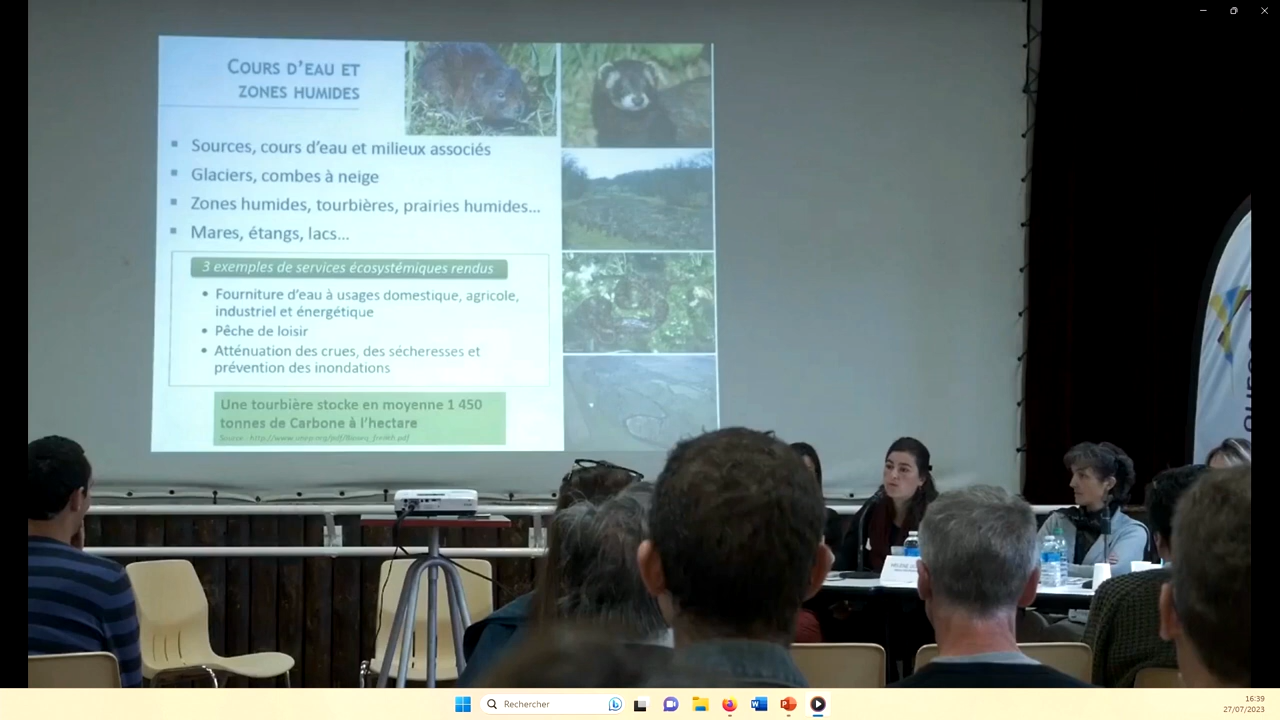 COURS D'EAU ET
ZONES HUMIDES
Sources, cours d'eau et milieux associés
Glaciers, combes à neige
Zones humides, tourbières, prairies humides...
Mares, étangs, lacs...
3 exemples de services écosystémiques rendus
Fourniture d'eau à usages domestique, agricole,
industriel et énergétique
Pêche de loisir
Atténuation des crues, des sécheresses et
prévention des inondations
Une tourbière stocke en moyenne 1 450
tonnes de Carbone à l'hectare
Rechercher
16:39
27/07/2023